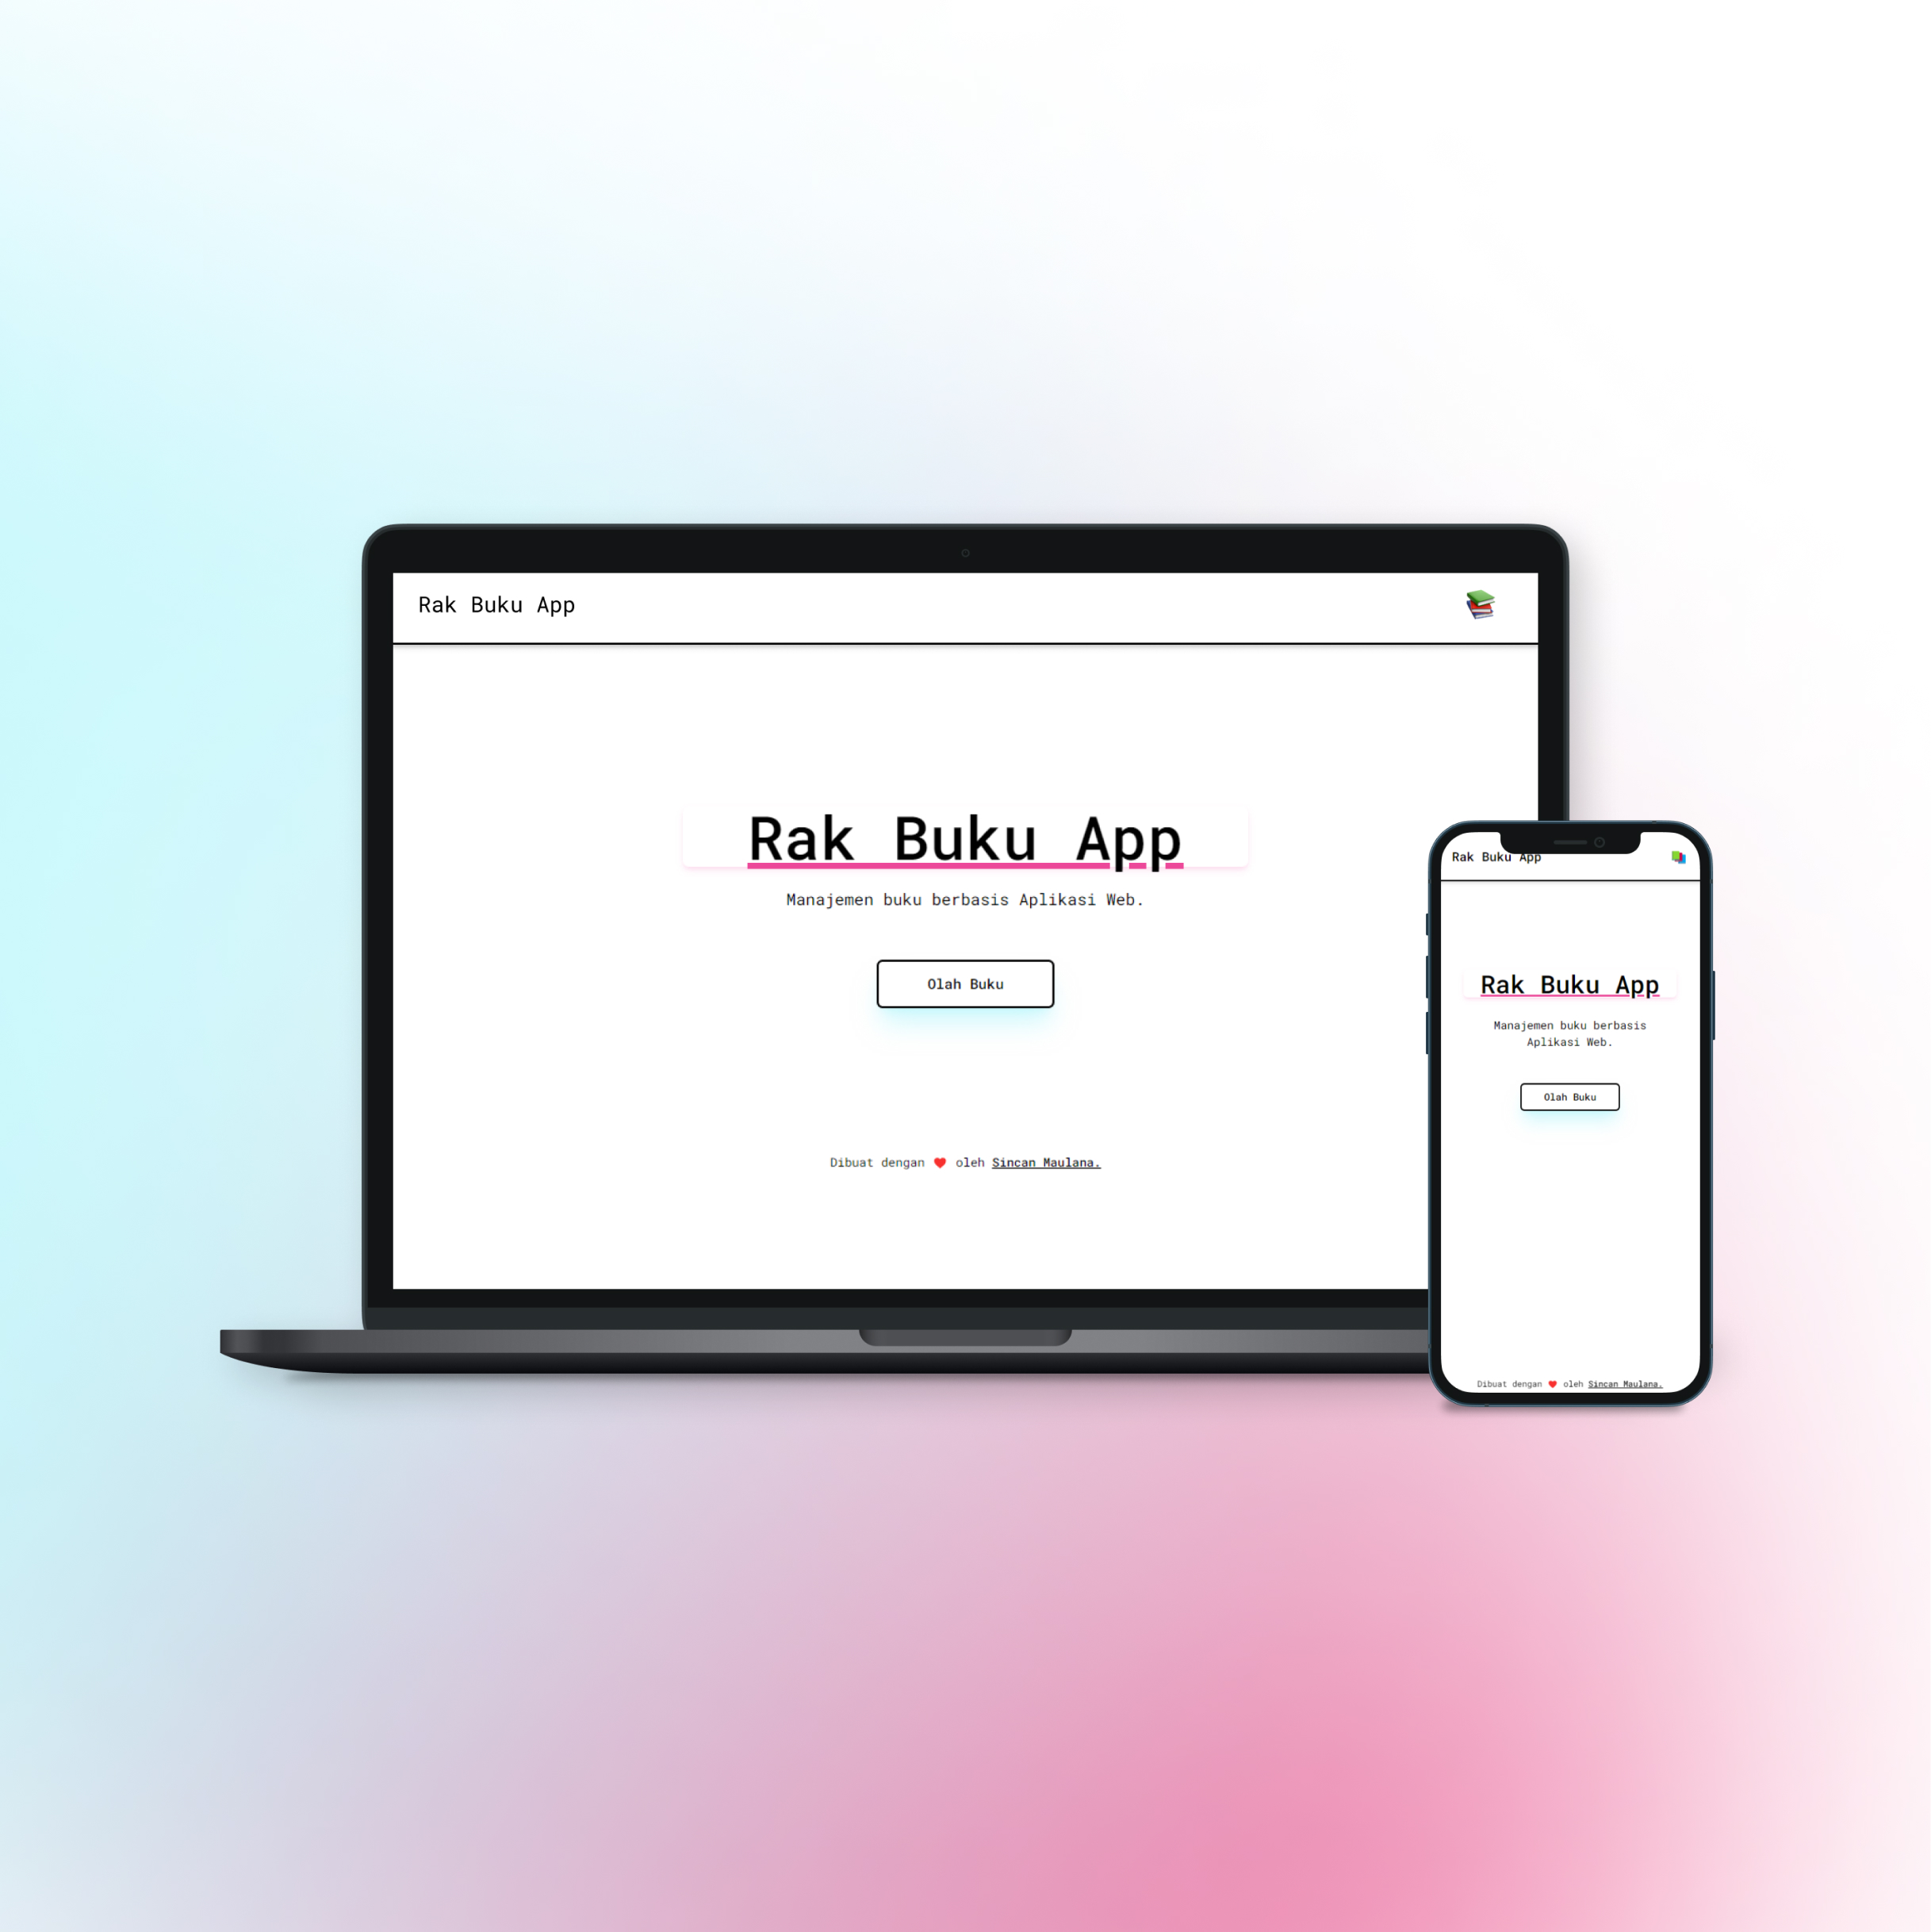 Rak Buku App
Rak Buku App
Manajemen buku berbasis Aplikasi Web.
Olah Buku
Dibuat dengan ❤ oleh Sincan Maulana.
Rak Buku App
Rak Buku App
Manajemen buku berbasis
Aplikasi Web.
Olah Buku
Dibuat dengan ❤ oleh Sincan Maulana.